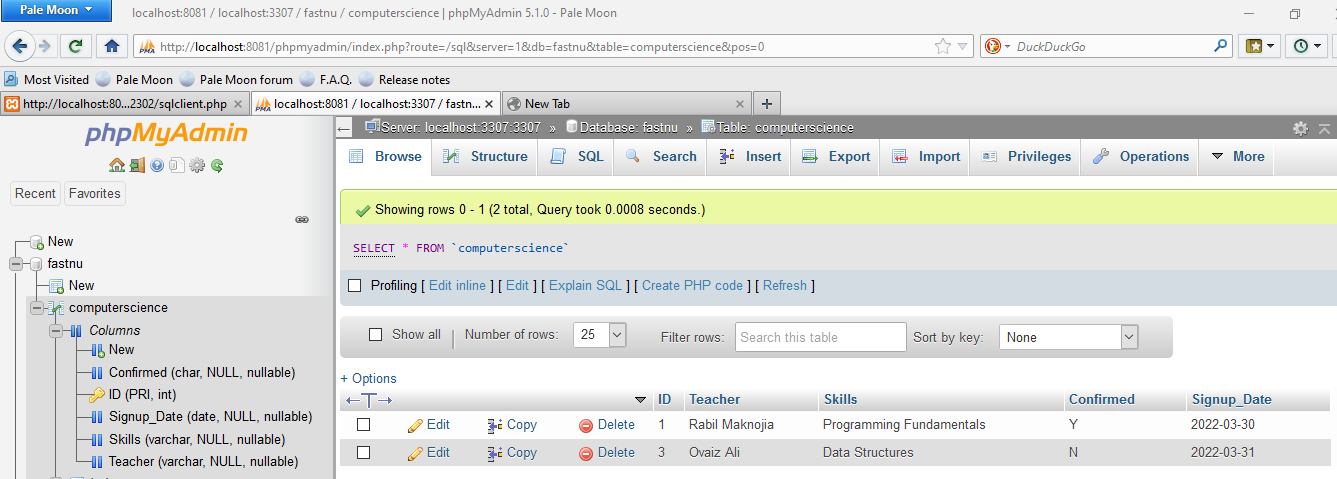 Pale Moon
localhost:8081 / localhost:3307 / fastnu / computerscience | phpMyAdmin 5.1.0 - Pale Moon
http://localhost:8081/phpmyadmin/index.php?route=/sql&server=1&db=fastnu&table=computerscience&pos=0
DuckDuckGo
Most Visited Pale Moon Pale Moon forum F.A.Q. Release notes
http://localhost:80...2302/sqlclient.php localhost:8081 / localhost:3307 / fastn... New Tab
phpMyAdmin
Recent Favorites
New
fastnu
New
computerscience
Columns
New
Confirmed (char, NULL, nullable)
ID (PRI, int)
Signup_Date (date, NULL, nullable)
Skills (varchar, NULL, nullable)
Teacher (varchar, NULL, nullable)
Server: localhost:3307:3307 » Database: fastnu » Table: computerscience
Browse Structure SQL Search Insert Export Import Privileges Operations More
Showing rows 0 - 1 (2 total, Query took 0.0008 seconds.)
SELECT * FROM `computerscience`
Profiling [ Edit inline ] [ Edit ] [ Explain SQL ] [ Create PHP code ] [ Refresh ]
Show all Number of rows: 25 Filter rows: Search this table Sort by key: None
+ Options
ID Teacher Skills Confirmed Signup_Date
Edit Copy Delete 1 Rabil Maknojia Programming Fundamentals Y 2022-03-30
Edit Copy Delete 3 Ovaiz Ali Data Structures N 2022-03-31